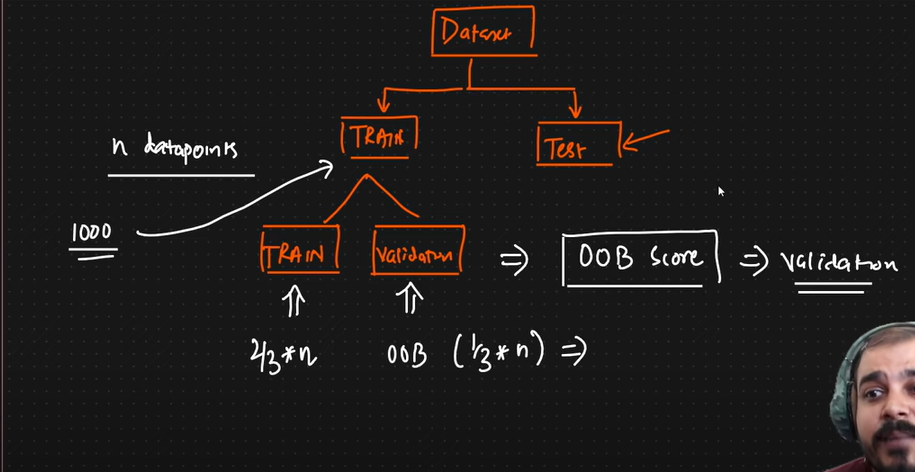 Dataset
TRAIN
Test
n datapoints
1000
TRAIN
Validation
⇒ OOB Score ⇒ Validation
2/3*n
OOB (1/3*n) ⇒